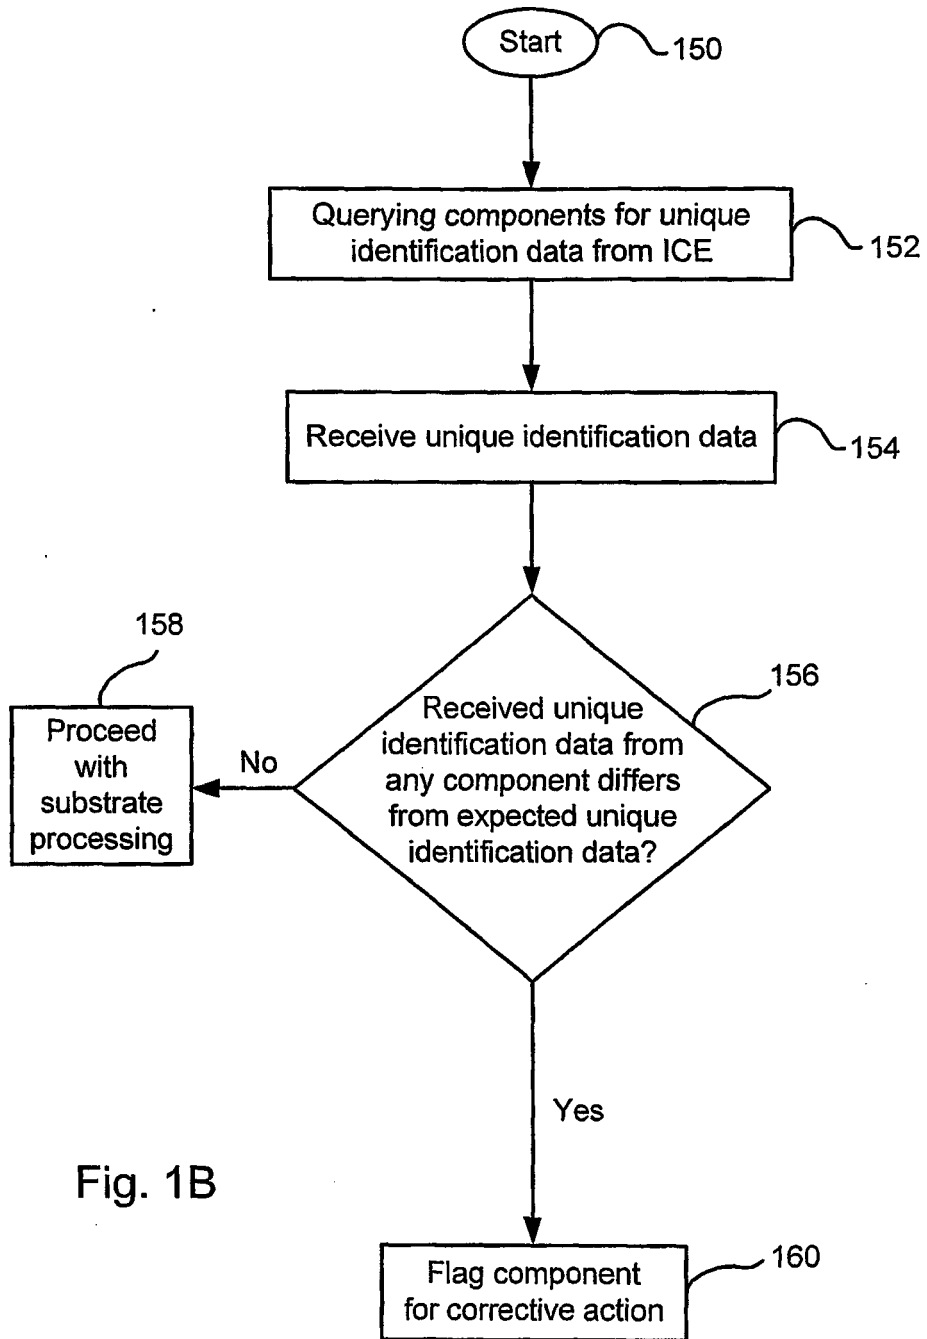 Start
150
Querying components for unique
identification data from ICE
152
Receive unique identification data
154
158
156
Received unique
identification data from
any component differs
from expected unique
identification data?
No
Proceed
with
substrate
processing
Yes
Fig. 1B
160
Flag component
for corrective action